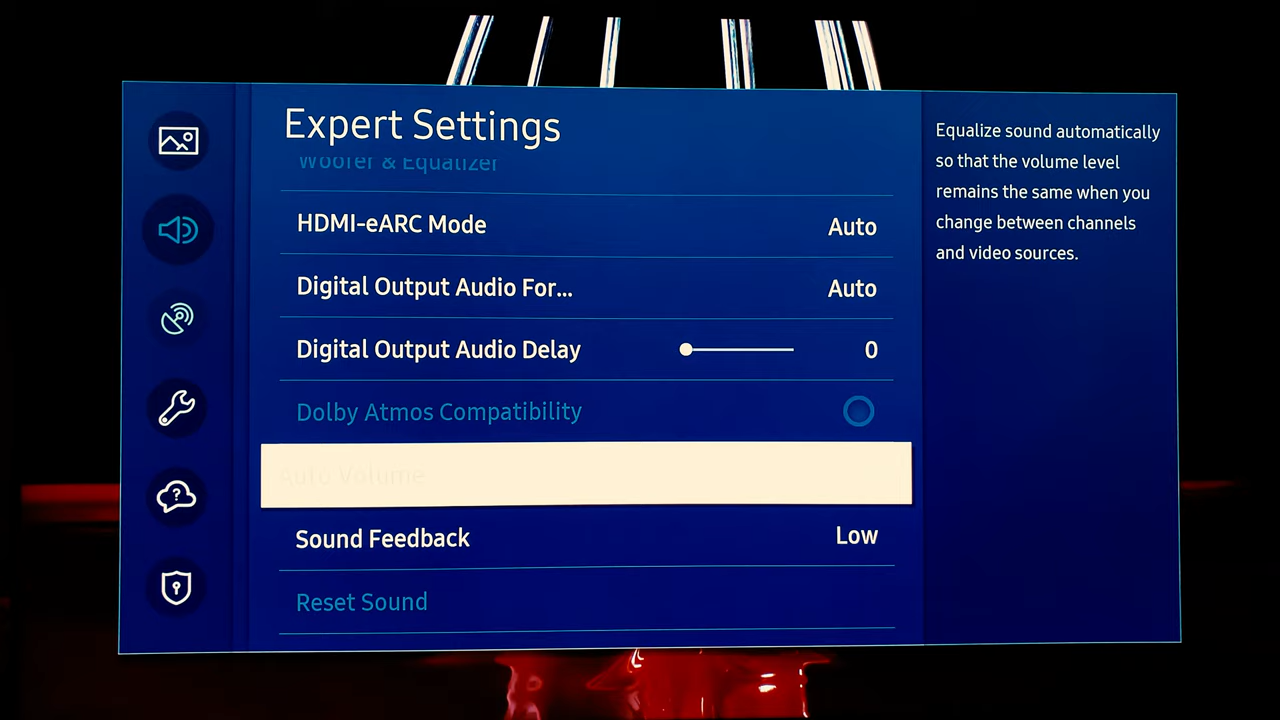 Expert Settings
Woofer & Equalizer
HDMI-eARC Mode Auto
Digital Output Audio For... Auto
Digital Output Audio Delay 0
Dolby Atmos Compatibility
Auto Volume
Sound Feedback Low
Reset Sound
Equalize sound automatically
so that the volume level
remains the same when you
change between channels
and video sources.
?